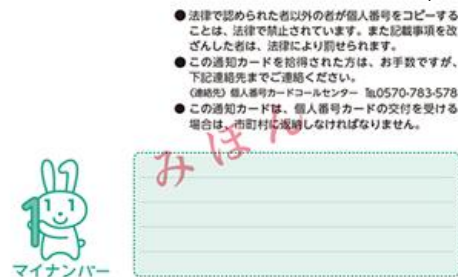 ●法律で認められた者以外の者が個人番号をコピーする
ことは、法律で禁止されています。また記載事項を改
ざんした者は、法律により罰せられます。
●この通知カードを拾得された方は、お手数ですが、
下記連絡先までご連絡ください。
(連絡先) 個人番号カードコールセンター ℡0570-783-578
●この通知カードは、個人番号カードの交付を受ける
場合は、市町村に返納しなければなりません。
みほん
1
マイナンバー